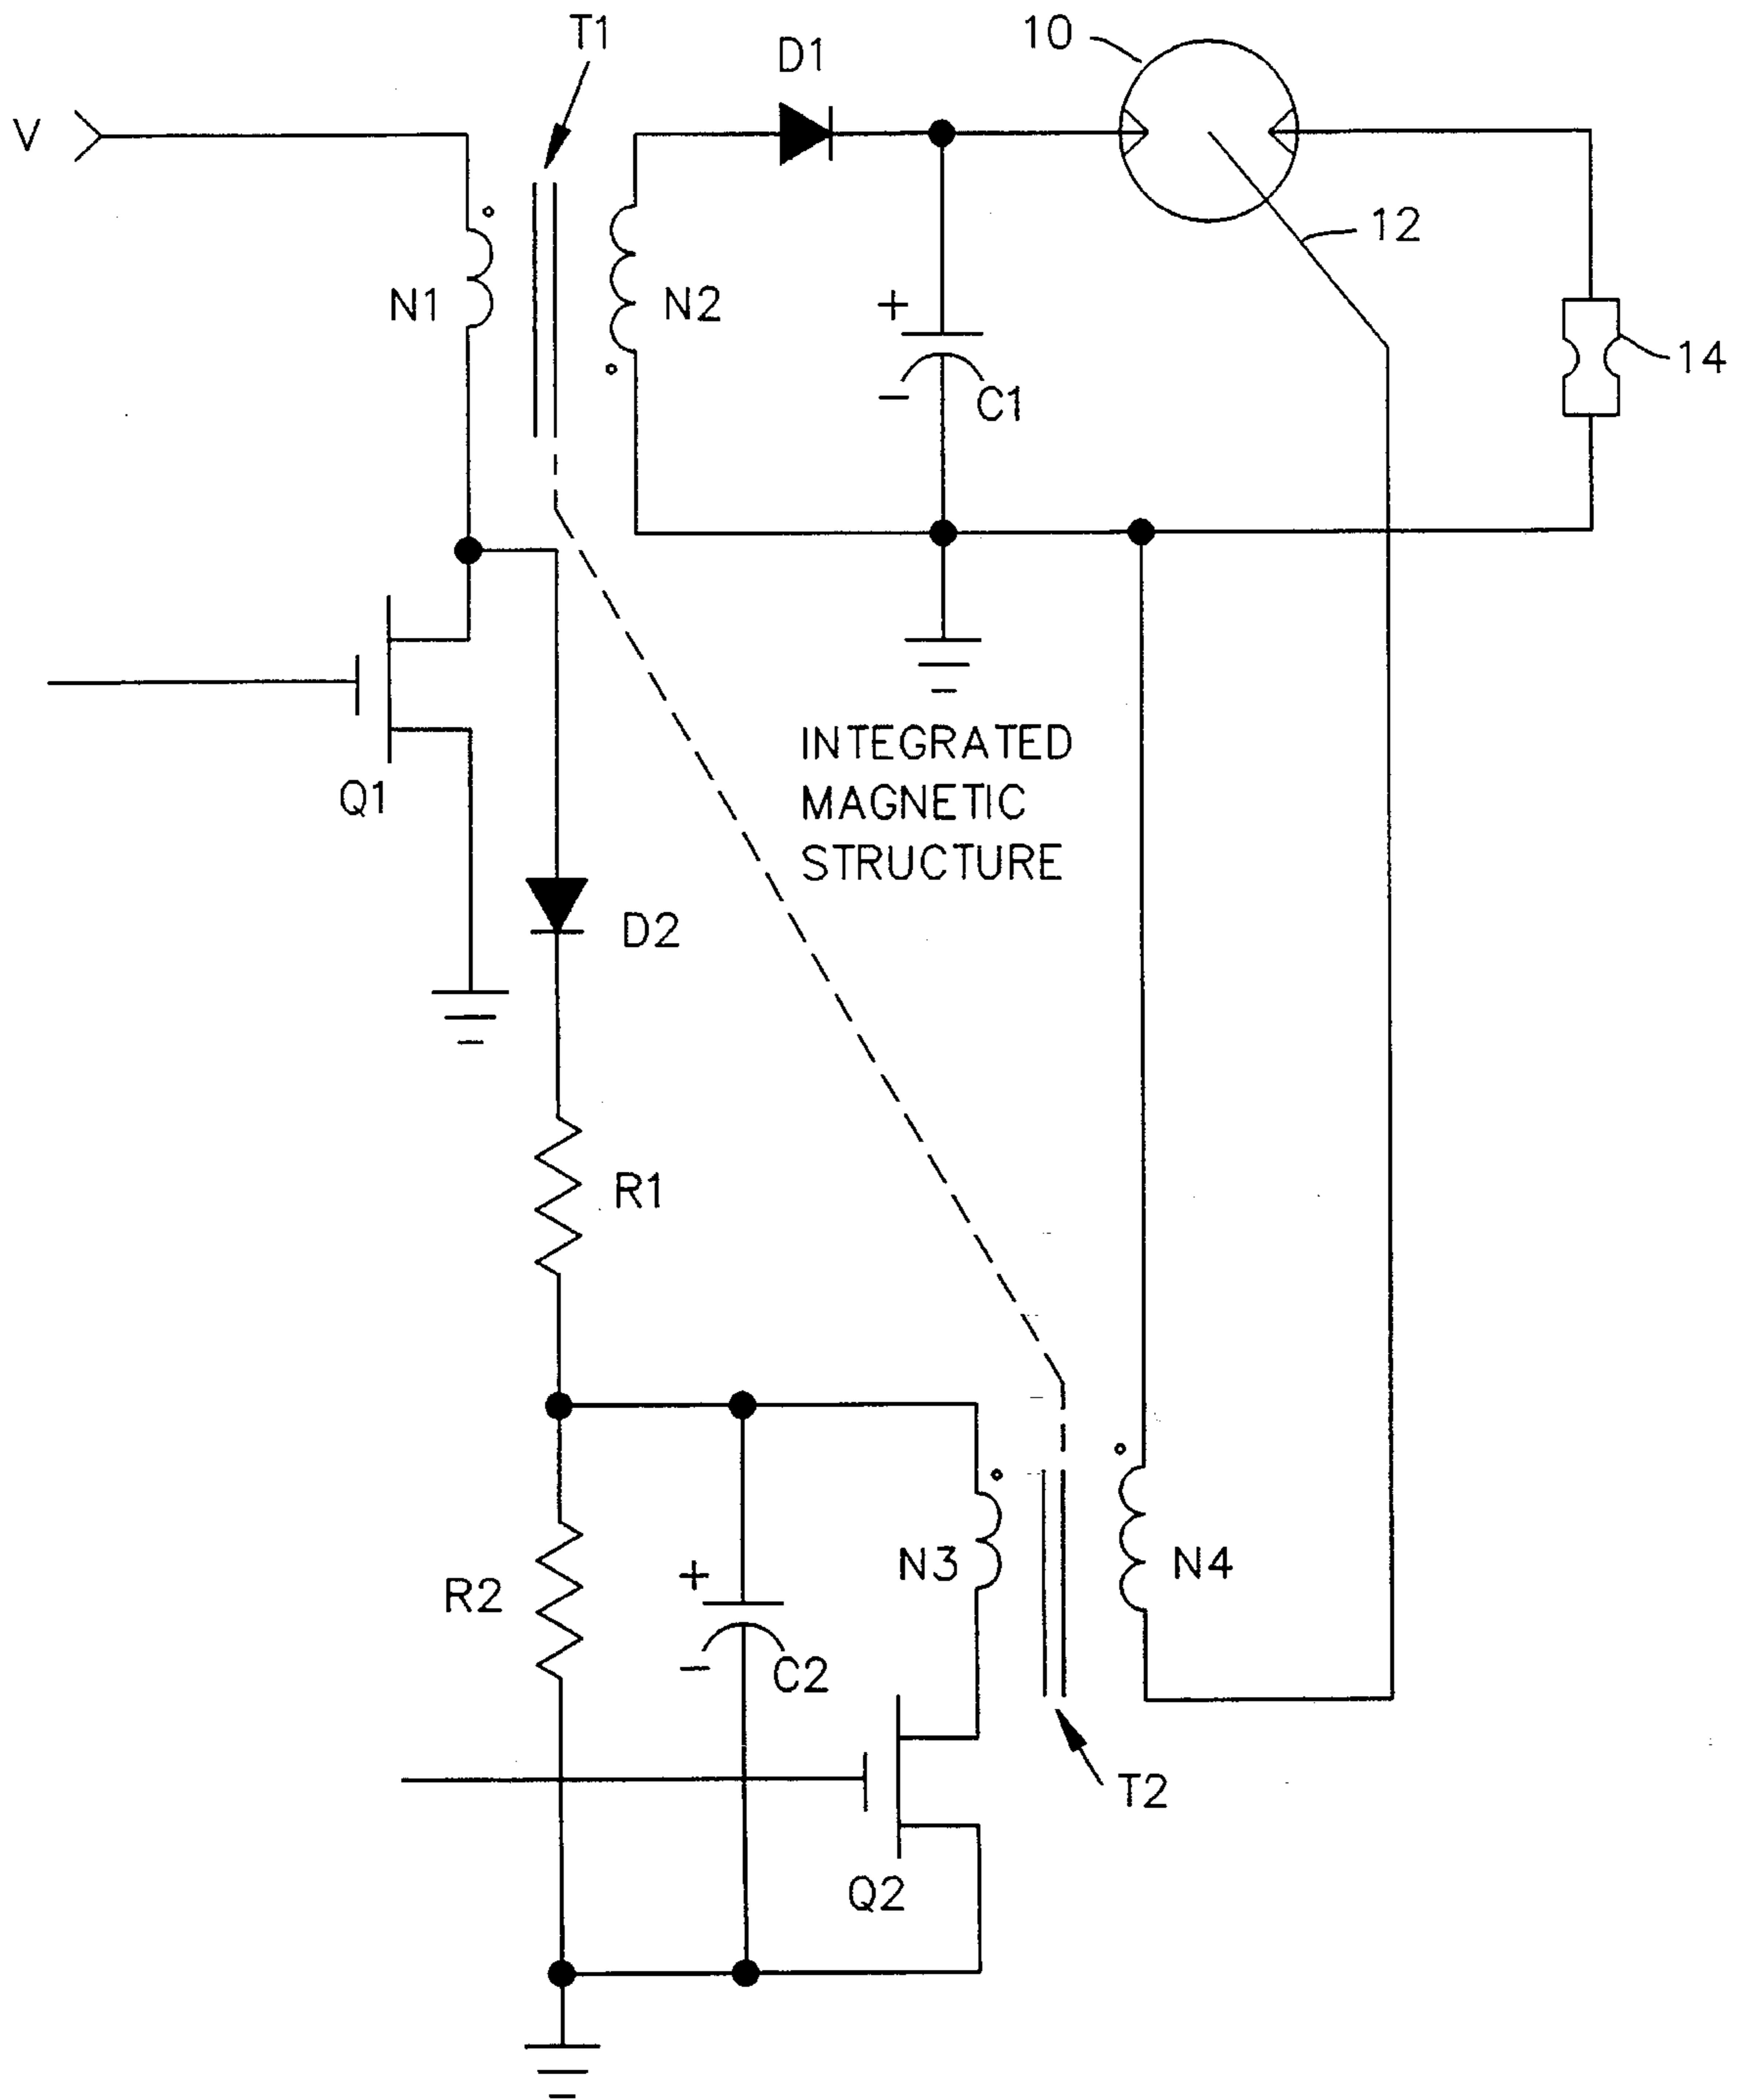 T1
D1
10
V
12
N1
N2
+
14
-
C1
INTEGRATED
MAGNETIC
STRUCTURE
Q1
D2
R1
N3
N4
+
R2
-
C2
T2
Q2